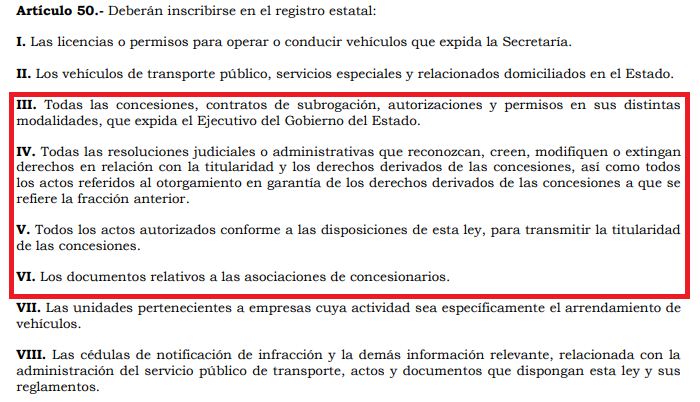 Artículo 50.- Deberán inscribirse en el registro estatal:
I. Las licencias o permisos para operar o conducir vehículos que expida la Secretaría.
II. Los vehículos de transporte público, servicios especiales y relacionados domiciliados en el Estado.
III. Todas las concesiones, contratos de subrogación, autorizaciones y permisos en sus distintas
modalidades, que expida el Ejecutivo del Gobierno del Estado.
IV. Todas las resoluciones judiciales o administrativas que reconozcan, creen, modifiquen o extingan
derechos en relación con la titularidad y los derechos derivados de las concesiones, así como todos
los actos referidos al otorgamiento en garantía de los derechos derivados de las concesiones a que se
refiere la fracción anterior.
V. Todos los actos autorizados conforme a las disposiciones de esta ley, para transmitir la titularidad
de las concesiones.
VI. Los documentos relativos a las asociaciones de concesionarios.
VII. Las unidades pertenecientes a empresas cuya actividad sea específicamente el arrendamiento de
vehículos.
VIII. Las cédulas de notificación de infracción y la demás información relevante, relacionada con la
administración del servicio público de transporte, actos y documentos que dispongan esta ley y sus
reglamentos.